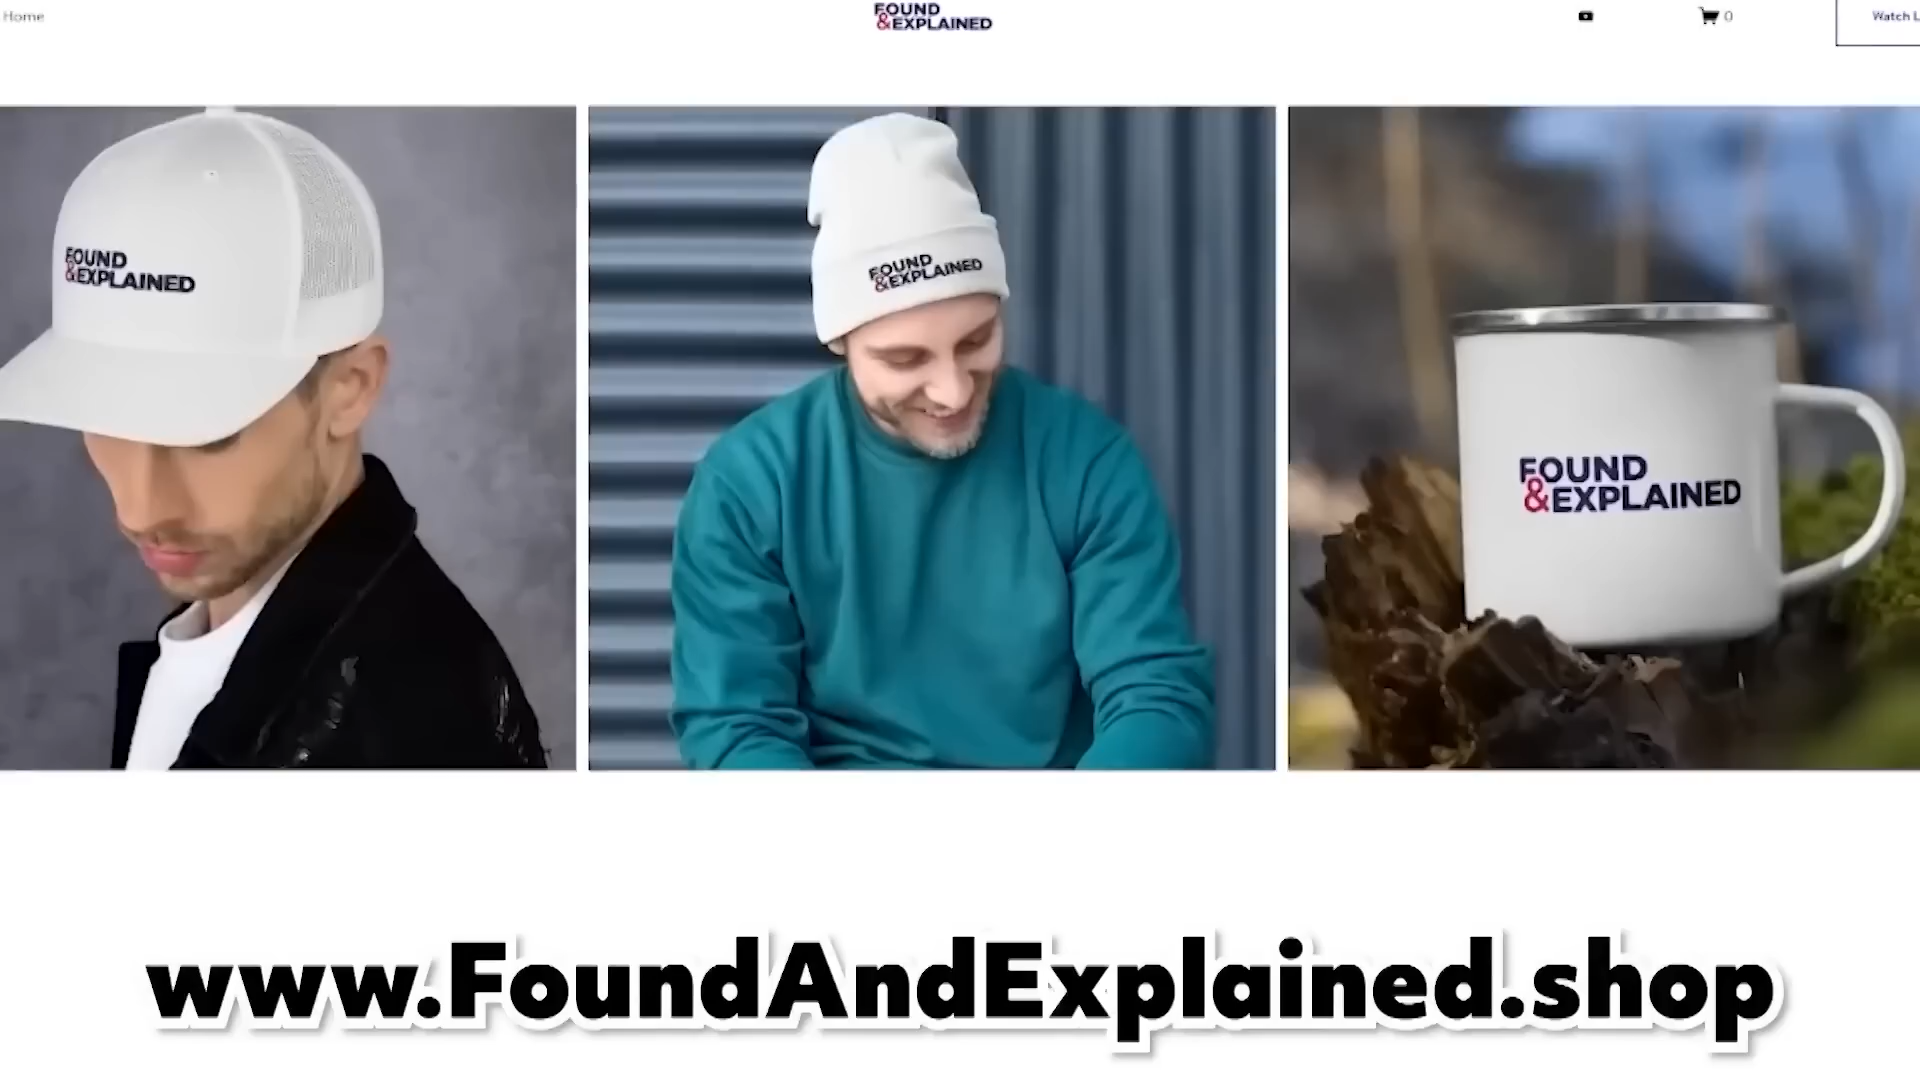 Home
FOUND
&EXPLAINED
0
Watch L
FOUND
&EXPLAINED
FOUND
&EXPLAINED
FOUND
&EXPLAINED
www.FoundAndExplained.shop